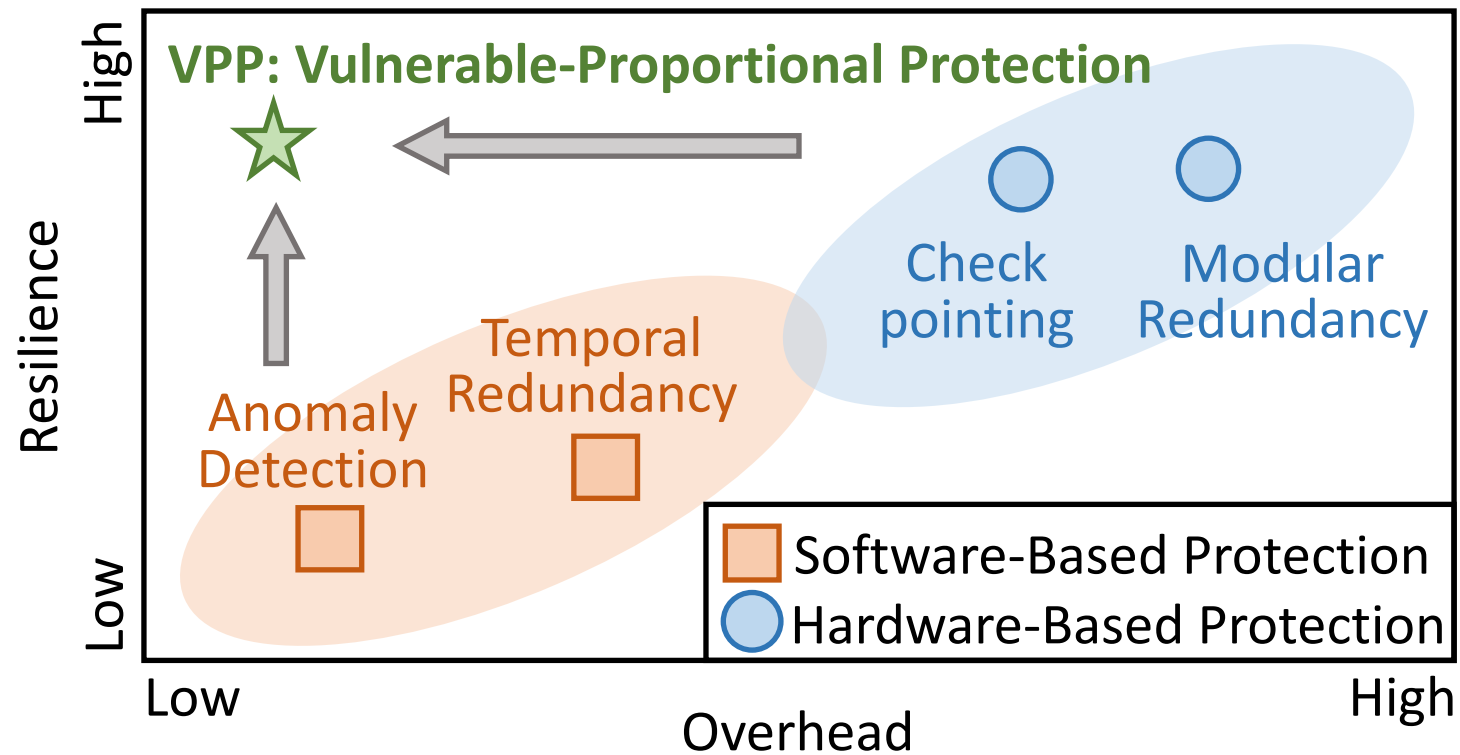 VPP: Vulnerable-Proportional Protection
High
Resilience
Low
Check
pointing
Modular
Redundancy
Temporal
Redundancy
Anomaly
Detection
Software-Based Protection
Hardware-Based Protection
Low
High
Overhead